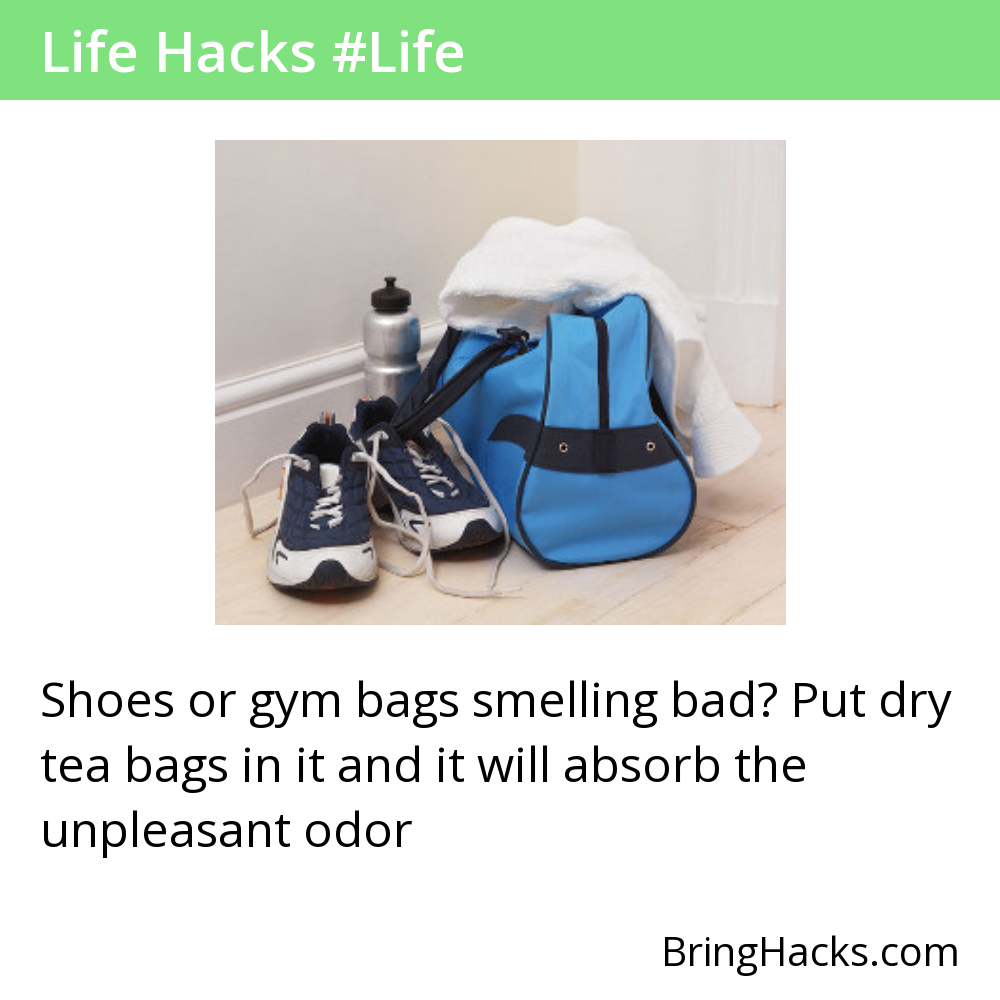 Life Hacks #Life
Shoes or gym bags smelling bad? Put dry
tea bags in it and it will absorb the
unpleasant odor
BringHacks.com